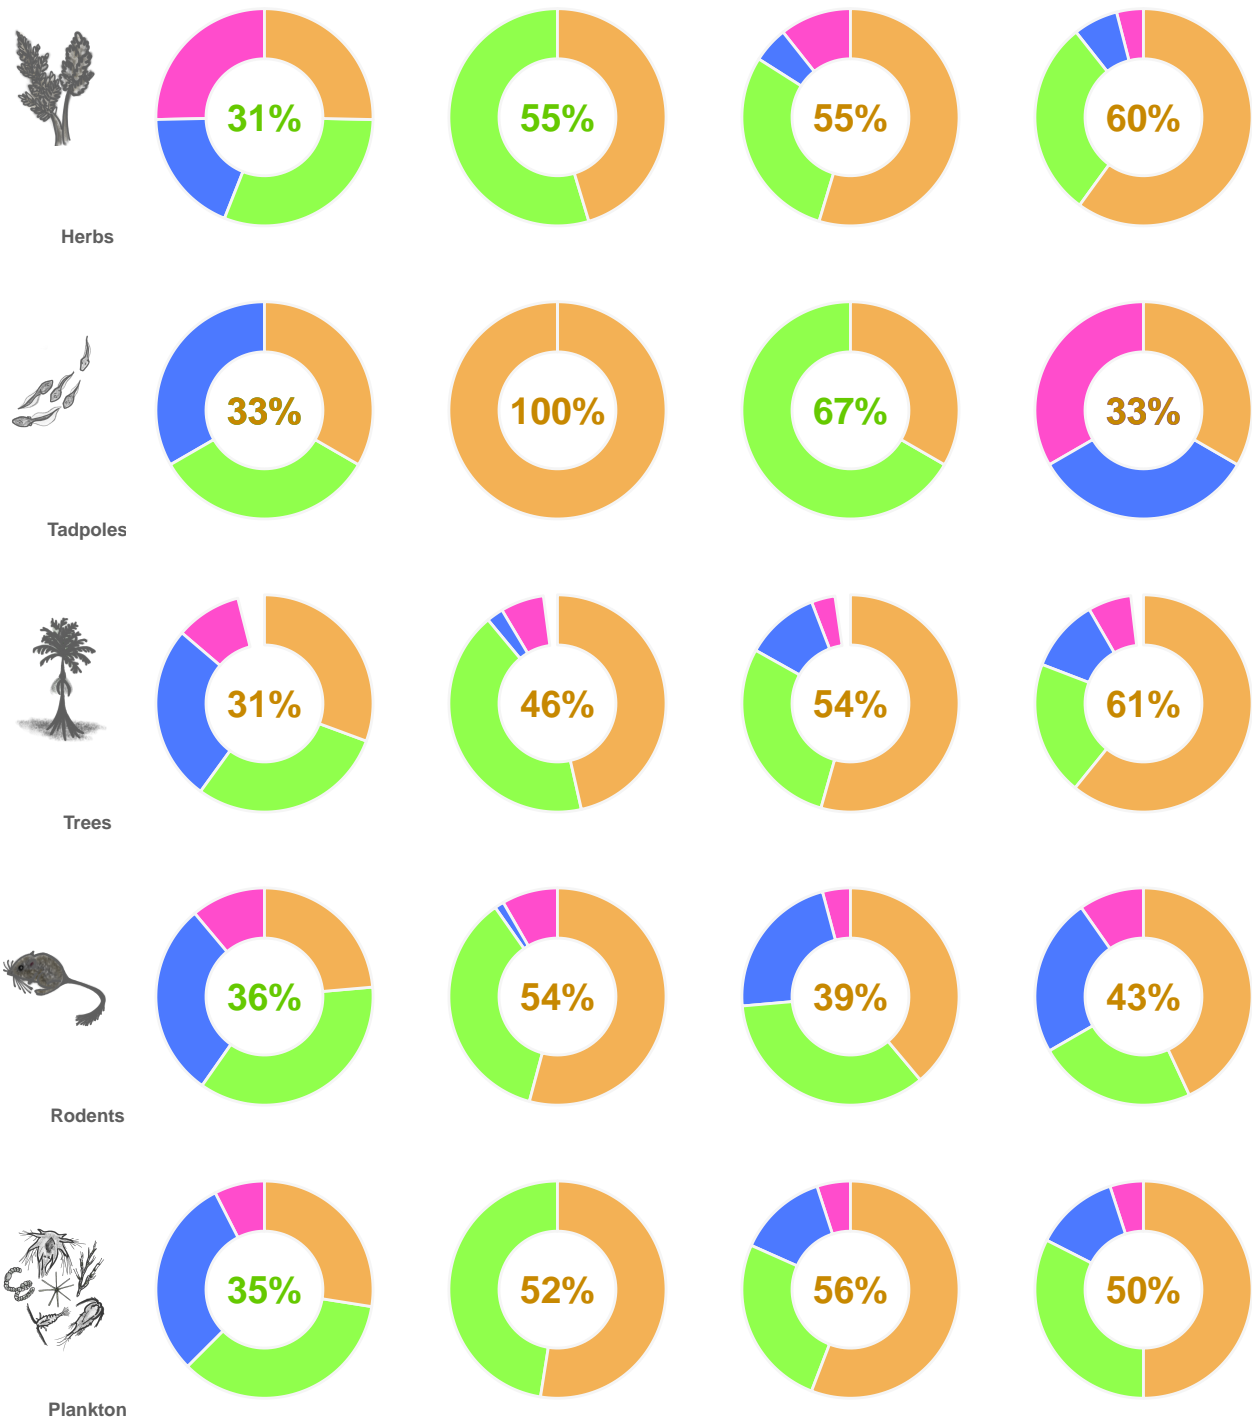 31% 55% 55% 60%
Herbs
33% 100% 67% 33%
Tadpoles
31% 46% 54% 61%
Trees
36% 54% 39% 43%
Rodents
35% 52% 56% 50%
Plankton